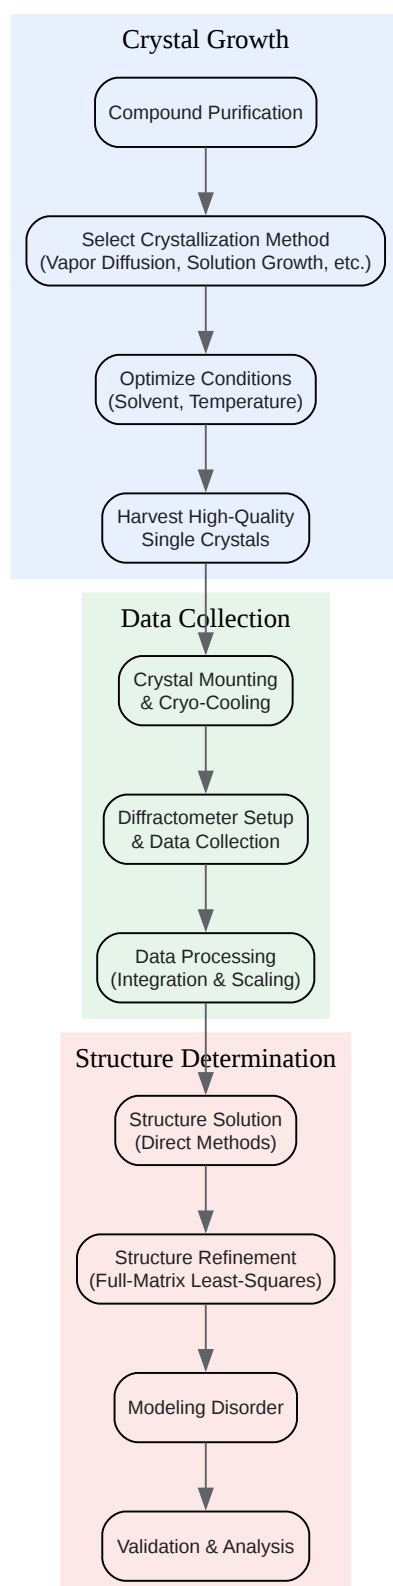 Crystal Growth
Compound Purification
Select Crystallization Method
(Vapor Diffusion, Solution Growth, etc.)
Optimize Conditions
(Solvent, Temperature)
Harvest High-Quality
Single Crystals
Data Collection
Crystal Mounting
& Cryo-Cooling
Diffractometer Setup
& Data Collection
Data Processing
(Integration & Scaling)
Structure Determination
Structure Solution
(Direct Methods)
Structure Refinement
(Full-Matrix Least-Squares)
Modeling Disorder
Validation & Analysis